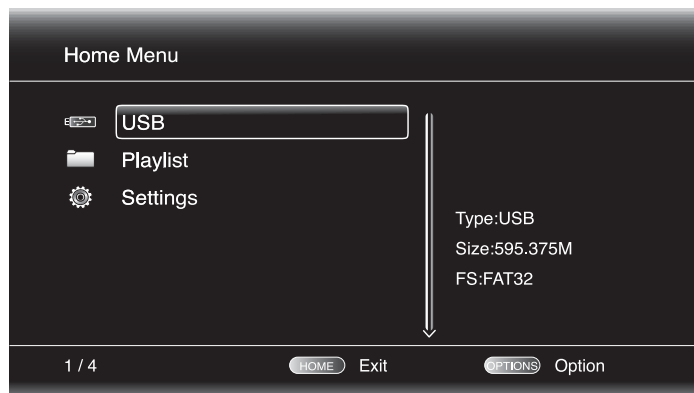 Home Menu
USB
Playlist
Settings
Type:USB
Size:595.375M
FS:FAT32
1 / 4
HOME Exit
OPTIONS Option